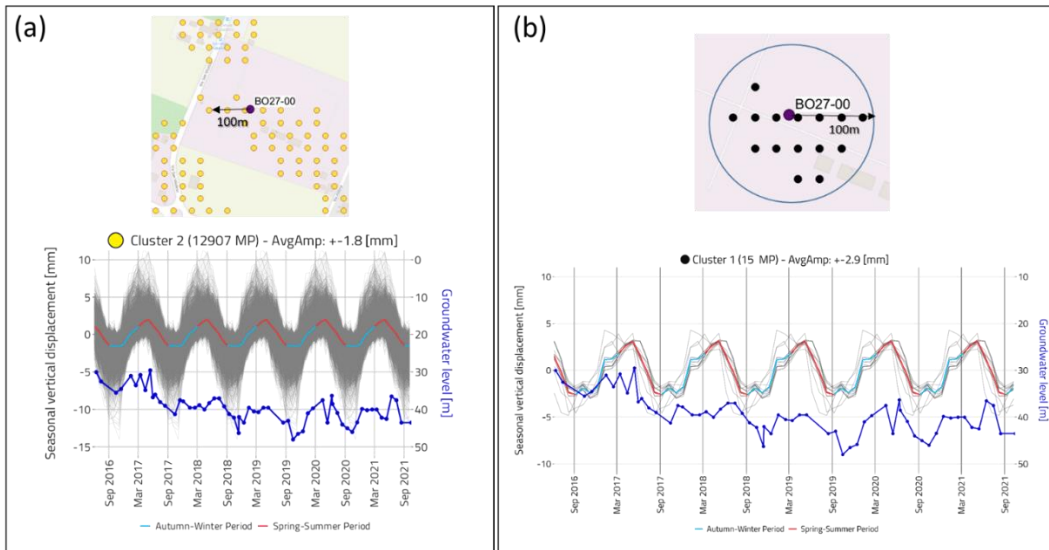 (a)
BO27-00
100m
Cluster 2 (12907 MP) - AvgAmp: +-1.8 [mm]
Seasonal vertical displacement [mm]
10
5
0
-5
-10
-15
0
10
20
30
40
50
Groundwater level [m]
Sep 2016
Mar 2017
Sep 2017
Mar 2018
Sep 2018
Mar 2019
Sep 2019
Mar 2020
Sep 2020
Mar 2021
Sep 2021
Autumn-Winter Period
Spring-Summer Period
(b)
BO27-00
100m
Cluster 1 (15 MP) - AvgAmp: +-2.9 [mm]
Seasonal vertical displacement [mm]
10
5
0
-5
-10
10
20
30
40
50
Groundwater
level [m]
Sep 2016
Mar 2017
Sep 2017
Mar 2018
Sep 2018
Mar 2019
Sep 2019
Mar 2020
Sep 2020
Mar 2021
Sep 2021
Autumn-Winter Period
Spring-Summer Period